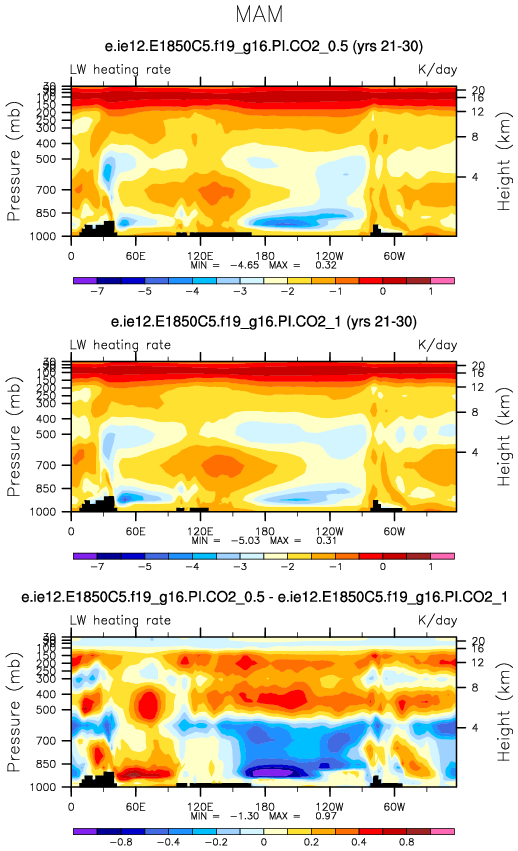 MAM
e.ie12.E1850C5.f19_g16.PI.CO2_0.5 (yrs 21-30)
LW heating rate K/day
Pressure (mb)
30
50
70
100
150
200
250
300
400
500
700
850
1000
20
16
12
8
4
Height (km)
0 60E 120E 180 120W 60W
MIN = -4.65 MAX = 0.32
-7 -5 -4 -3 -2 -1 0 1
e.ie12.E1850C5.f19_g16.PI.CO2_1 (yrs 21-30)
LW heating rate K/day
Pressure (mb)
30
50
70
100
150
200
250
300
400
500
700
850
1000
20
16
12
8
4
Height (km)
0 60E 120E 180 120W 60W
MIN = -5.03 MAX = 0.31
-7 -5 -4 -3 -2 -1 0 1
e.ie12.E1850C5.f19_g16.PI.CO2_0.5 - e.ie12.E1850C5.f19_g16.PI.CO2_1
LW heating rate K/day
Pressure (mb)
30
50
70
100
150
200
250
300
400
500
700
850
1000
20
16
12
8
4
Height (km)
0 60E 120E 180 120W 60W
MIN = -1.30 MAX = 0.97
-0.8 -0.4 -0.2 0 0.2 0.4 0.8